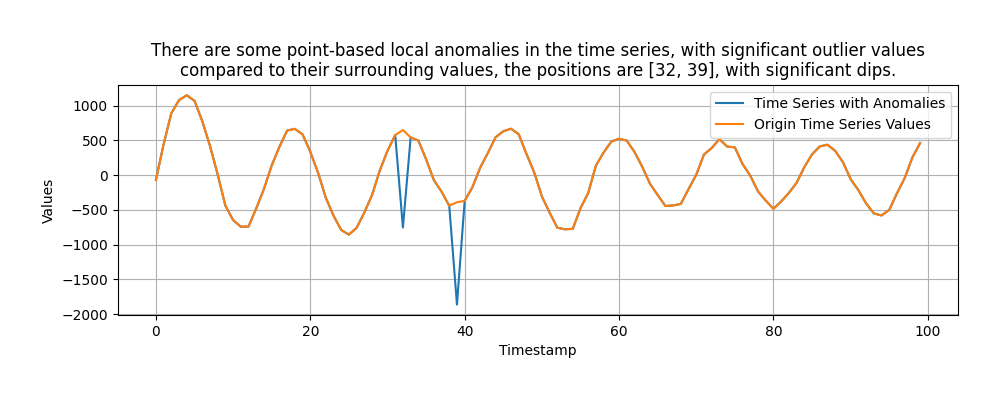 There are some point-based local anomalies in the time series, with significant outlier values
compared to their surrounding values, the positions are [32, 39], with significant dips.
Time Series with Anomalies
Origin Time Series Values
1000
500
0
−500
−1000
−1500
−2000
Values
0 20 40 60 80 100
Timestamp